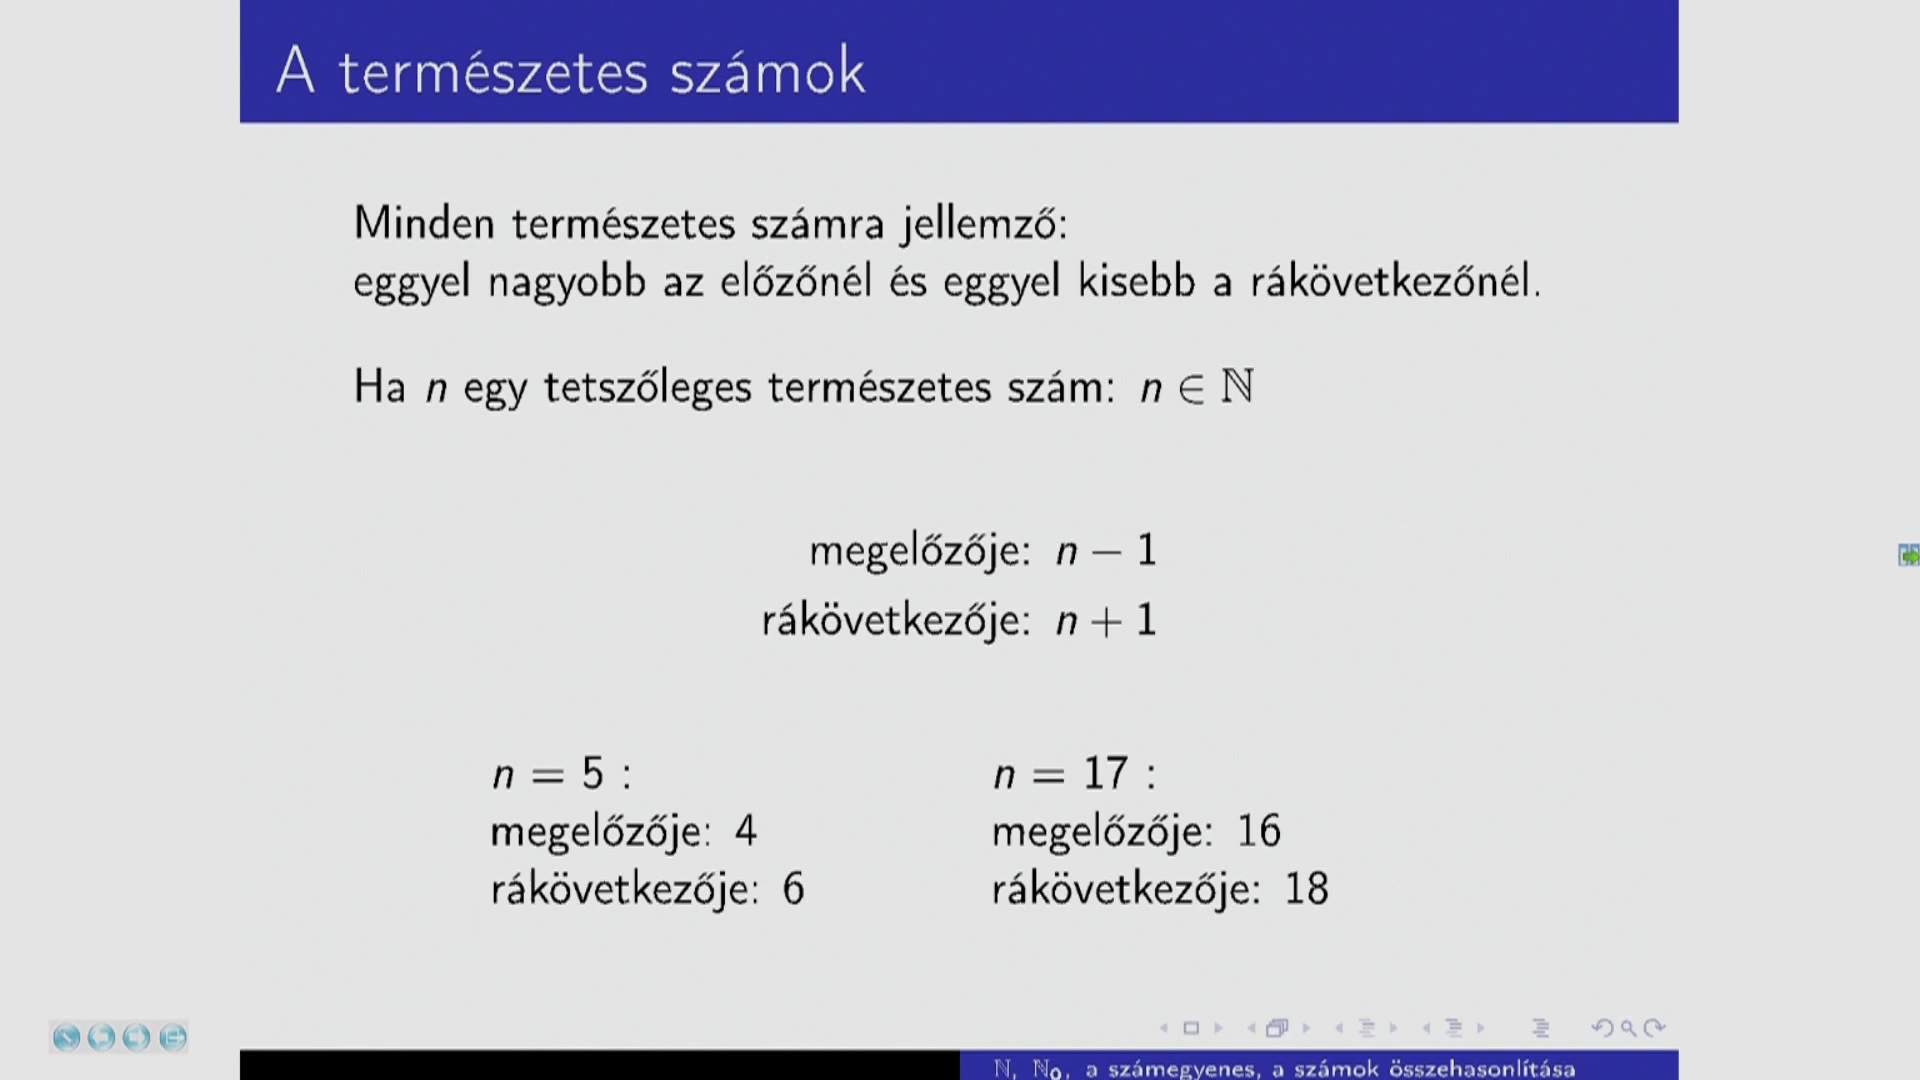 A természetes számok
Minden természetes számra jellemző:
eggyel nagyobb az előzőnél és eggyel kisebb a rákövetkezőnél.
Ha n egy tetszőleges természetes szám: n ∈ ℕ
megelőzője: n − 1
rákövetkezője: n + 1
n = 5 :
megelőzője: 4
rákövetkezője: 6
n = 17 :
megelőzője: 16
rákövetkezője: 18
ℕ, ℕ₀, a számegyenes, a számok összehasonlítása